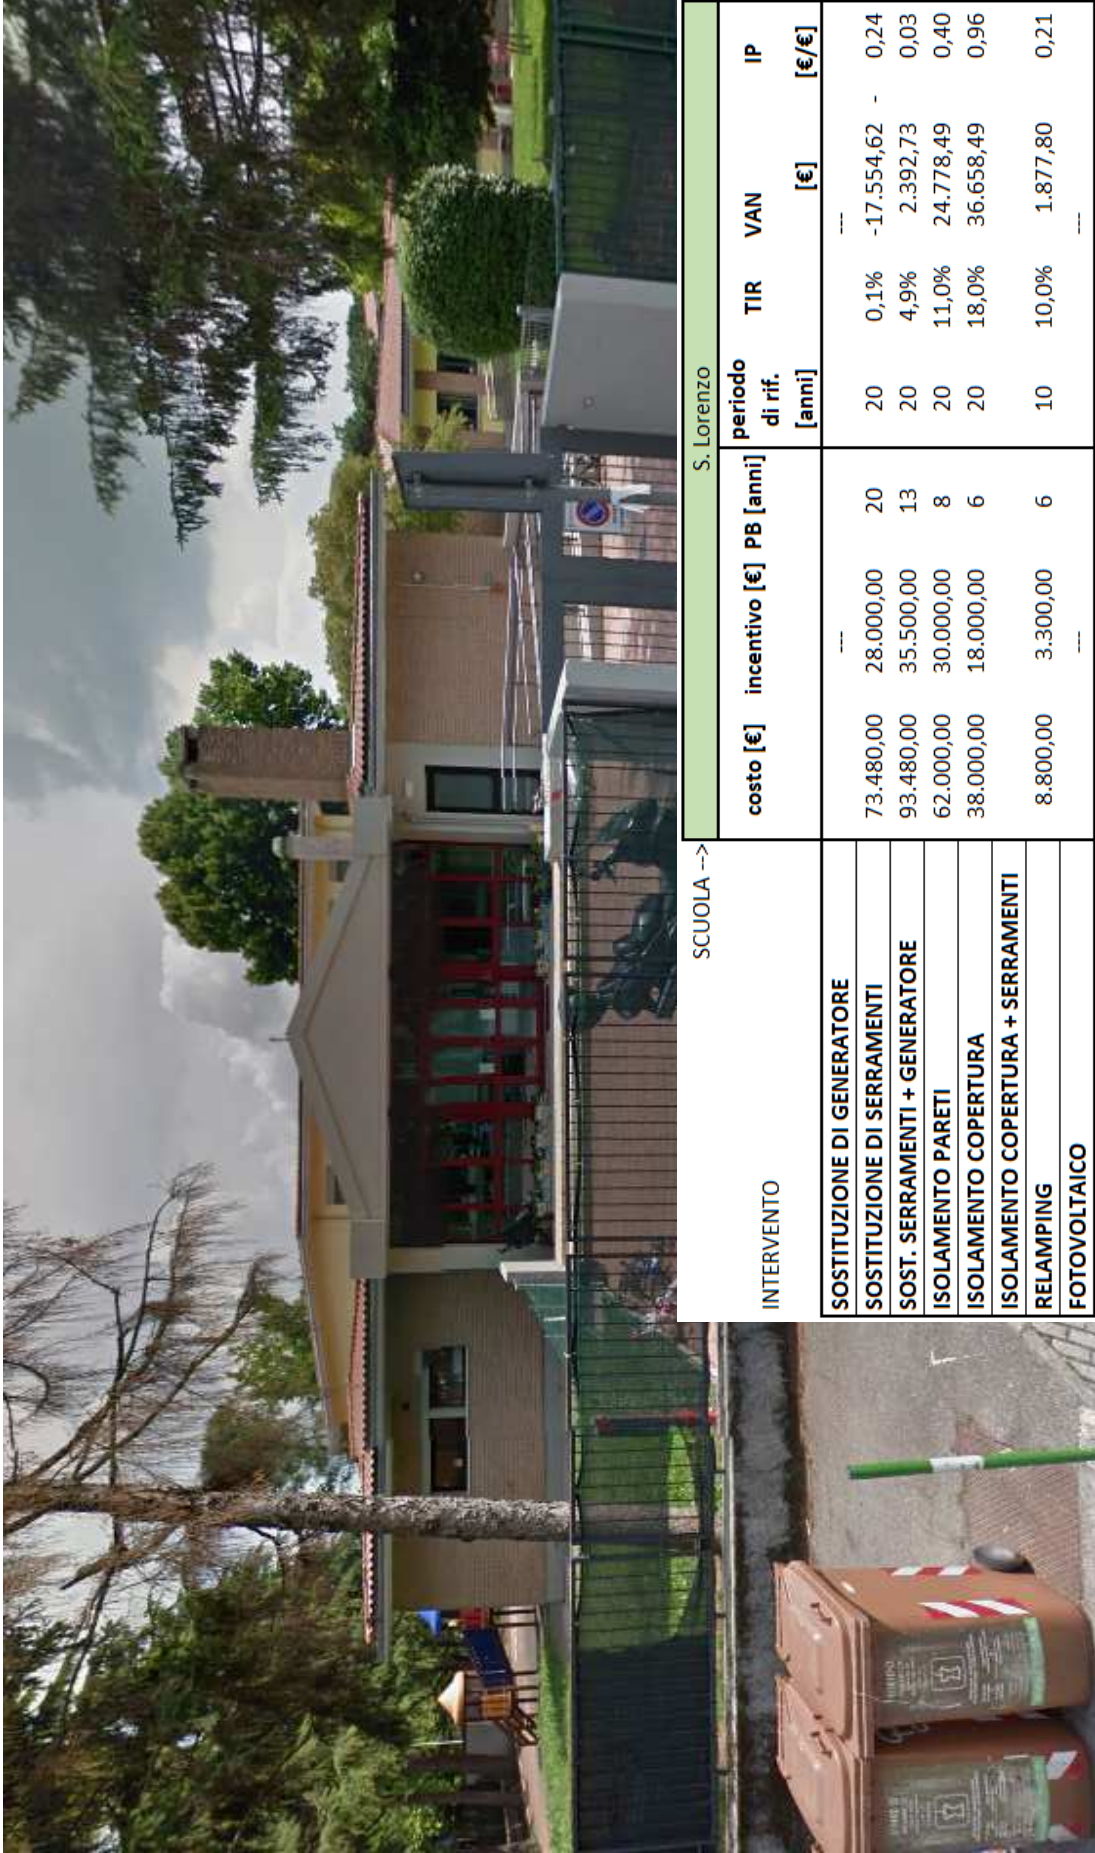 SCUOLA --> S. Lorenzo
INTERVENTO costo [€] incentivo [€] PB [anni] periodo di rif. [anni] TIR VAN [€] IP [€/€]
SOSTITUZIONE DI GENERATORE --- ---
SOSTITUZIONE DI SERRAMENTI 73.480,00 28.000,00 20 20 0,1% -17.554,62 - 0,24
SOST. SERRAMENTI + GENERATORE 93.480,00 35.500,00 13 20 4,9% 2.392,73 0,03
ISOLAMENTO PARETI 62.000,00 30.000,00 8 20 11,0% 24.778,49 0,40
ISOLAMENTO COPERTURA 38.000,00 18.000,00 6 20 18,0% 36.658,49 0,96
ISOLAMENTO COPERTURA + SERRAMENTI
RELAMPING 8.800,00 3.300,00 6 10 10,0% 1.877,80 0,21
FOTOVOLTAICO --- ---